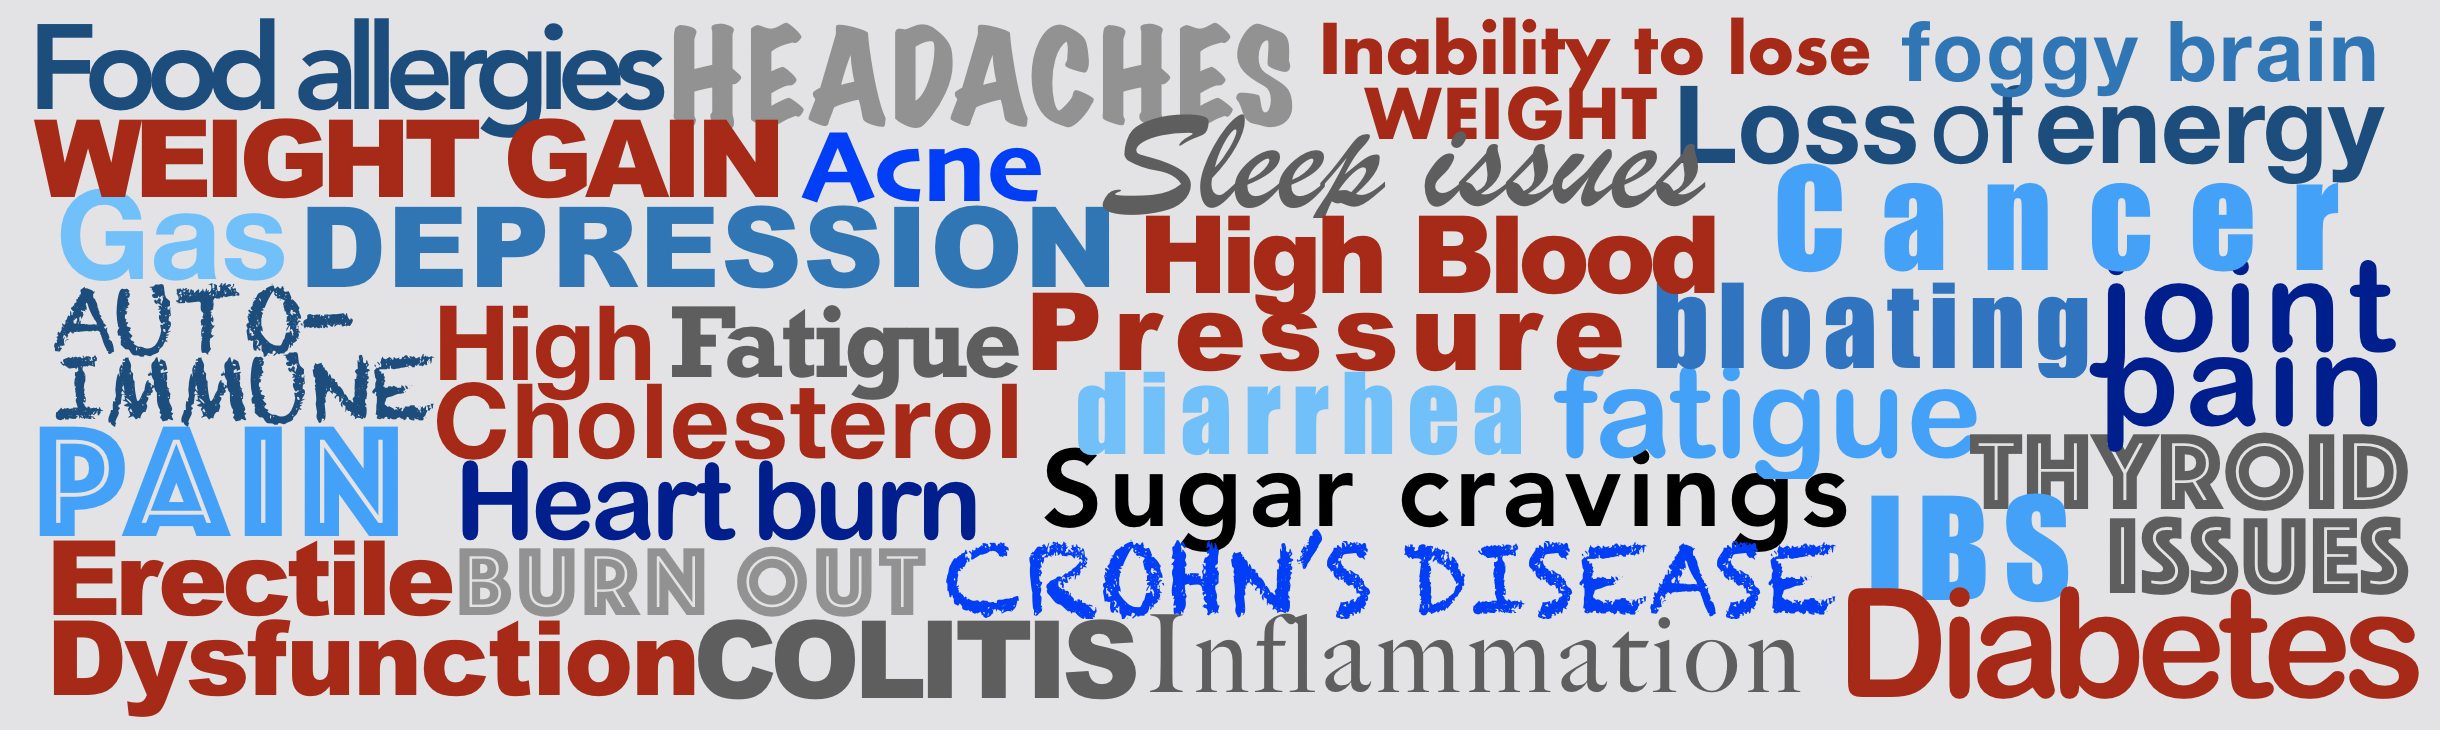 Food allergies
HEADACHES
Inability to lose
WEIGHT
foggy brain
Loss of energy
WEIGHT GAIN
Acne
Sleep issues
Cancer
Gas
DEPRESSION
High Blood
Pressure
bloating
joint
pain
AUTO-
IMMUNE
High
Cholesterol
Fatigue
diarrhea
fatigue
THYROID
ISSUES
PAIN
Heart burn
Sugar cravings
IBS
Erectile
Dysfunction
BURN OUT
CROHN'S DISEASE
COLITIS
Inflammation
Diabetes